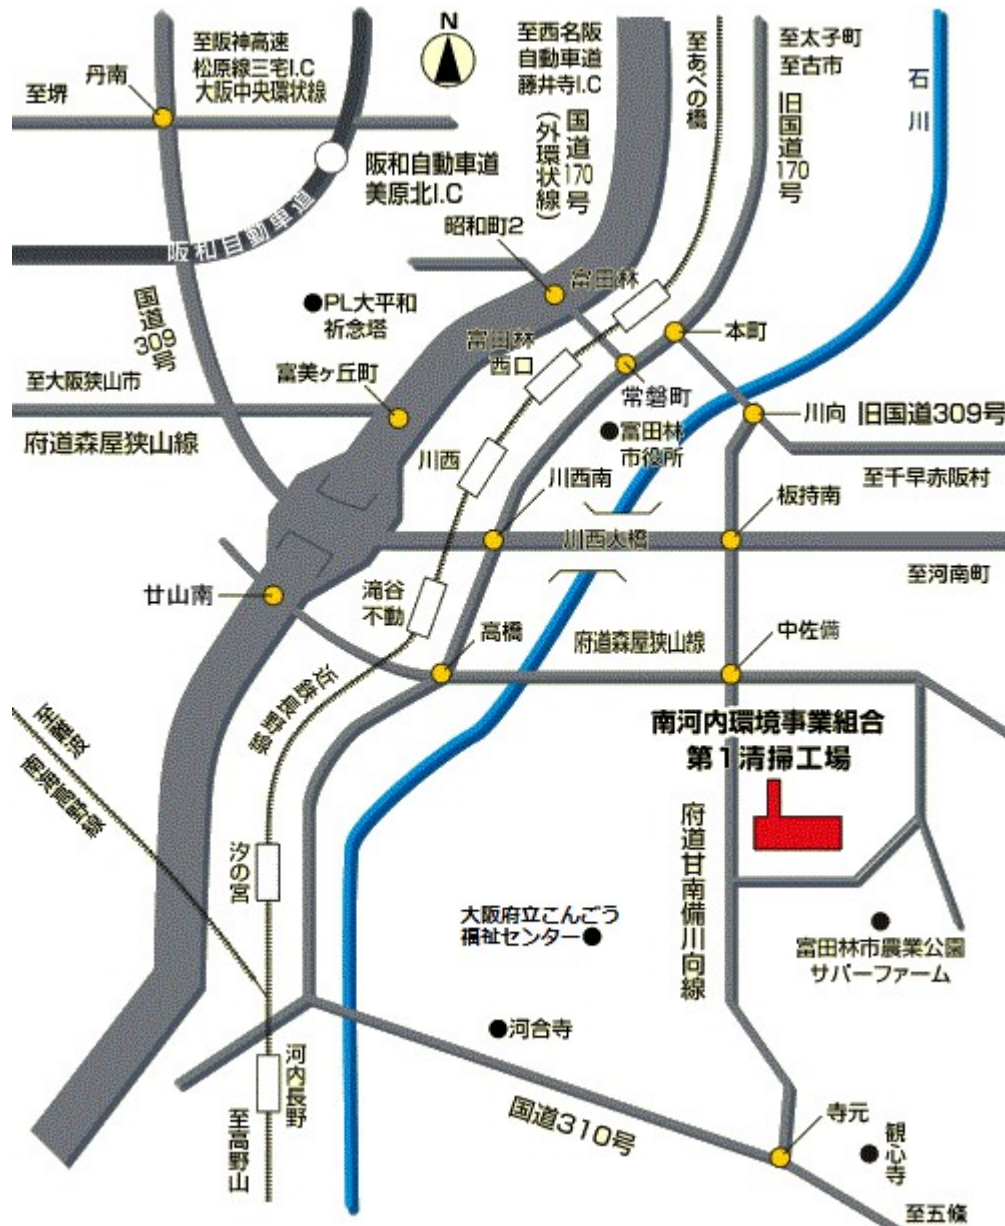 N
至阪神高速
松原線三宅I.C
大阪中央環状線
丹南
至堺
至西名阪
自動車道
藤井寺I.C
国道170号
(外環状線)
至あべの橋
至太子町
至古市
旧国道170号
石川
阪和自動車道
美原北I.C
阪和自動車道
昭和町2
国道309号
PL大平和
祈念塔
富田林
富田林
西口
本町
至大阪狭山市
富美ヶ丘町
常磐町
川向
旧国道309号
府道森屋狭山線
川西
富田林
市役所
川西南
至千早赤阪村
板持南
川西大橋
至河南町
廿山南
滝谷
不動
高橋
府道森屋狭山線
中佐備
近鉄長野線
至難波
南海高野線
南河内環境事業組合
第1清掃工場
府道甘南備川向線
汐の宮
大阪府立こんごう
福祉センター
富田林市農業公園
サバーファーム
河合寺
河内長野
至高野山
国道310号
寺元
観心寺
至五條